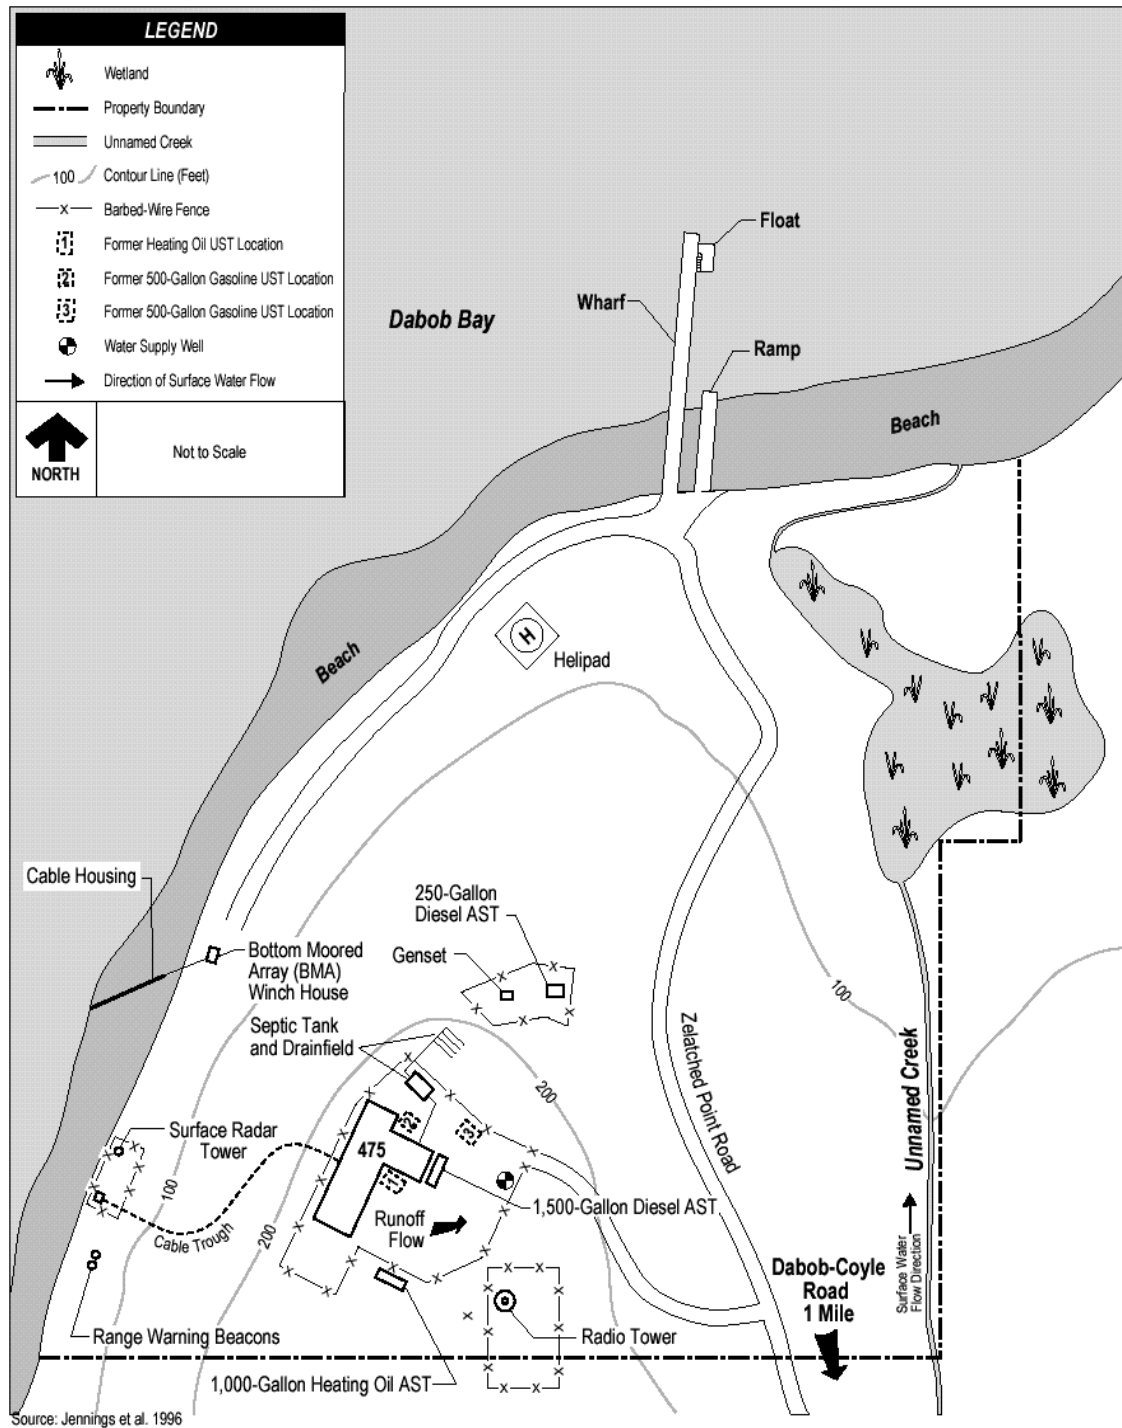 LEGEND
Wetland
Property Boundary
Unnamed Creek
100
Contour Line (Feet)
x
Barbed-Wire Fence
1
Former Heating Oil UST Location
2
Former 500-Gallon Gasoline UST Location
3
Former 500-Gallon Gasoline UST Location
Water Supply Well
Direction of Surface Water Flow
NORTH
Not to Scale
Float
Wharf
Dabob Bay
Ramp
Beach
H
Helipad
Beach
Cable Housing
250-Gallon
Diesel AST
Genset
Bottom Moored
Array (BMA)
Winch House
100
Septic Tank
and Drainfield
Zelatched Point Road
Unnamed Creek
200
2
3
Surface Radar
Tower
475
1
100
1,500-Gallon Diesel AST
Runoff
Flow
200
Cable Trough
Surface Water
Flow Direction
Dabob-Coyle
Road
1 Mile
Range Warning Beacons
Radio Tower
1,000-Gallon Heating Oil AST
Source: Jennings et al. 1996